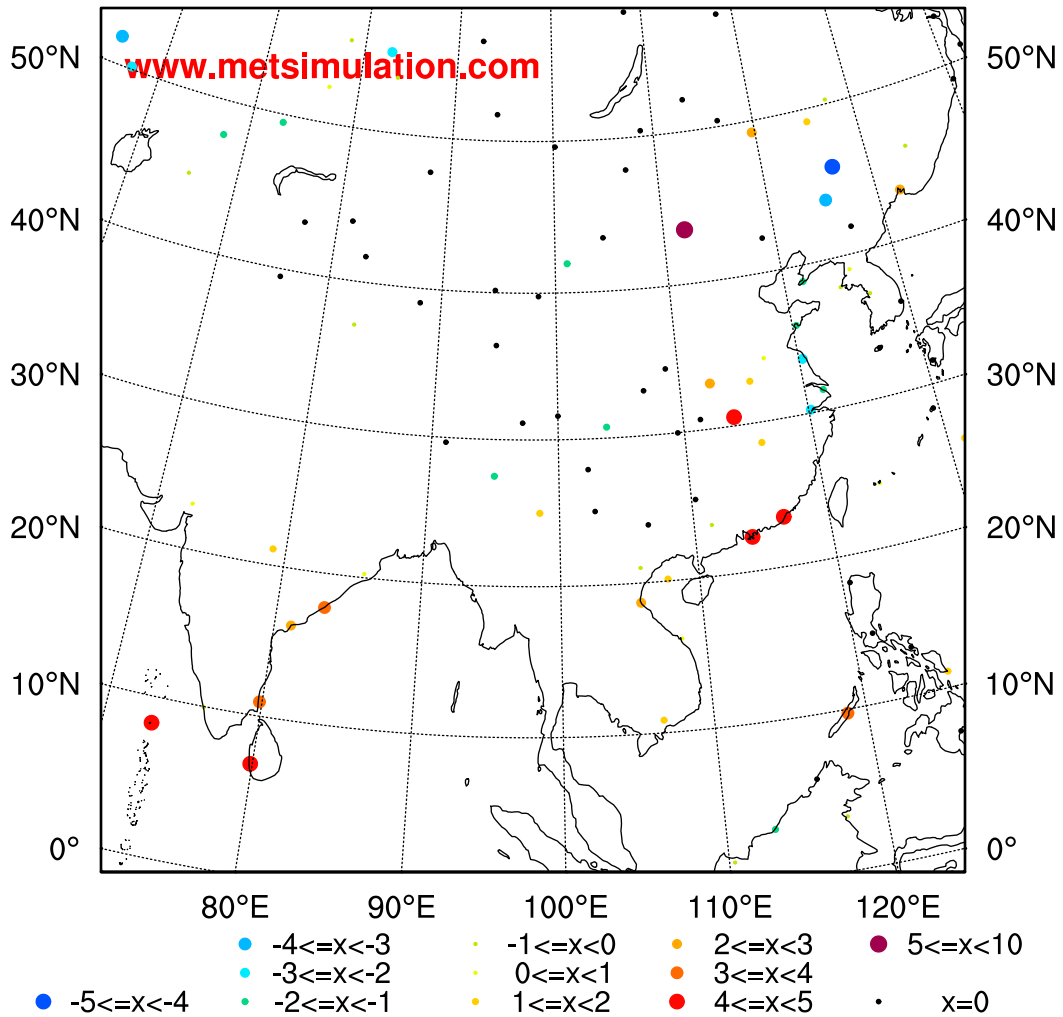 www.metsimulation.com
50°N 50°N
40°N 40°N
30°N 30°N
20°N 20°N
10°N 10°N
0° 0°
80°E 90°E 100°E 110°E 120°E
-4<=x<-3 -1<=x<0 2<=x<3 5<=x<10
-3<=x<-2 0<=x<1 3<=x<4
-5<=x<-4 -2<=x<-1 1<=x<2 4<=x<5 x=0